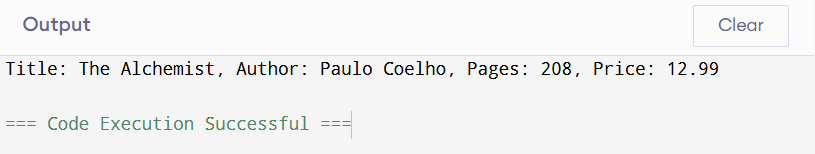 Output
Clear
Title: The Alchemist, Author: Paulo Coelho, Pages: 208, Price: 12.99
=== Code Execution Successful ===